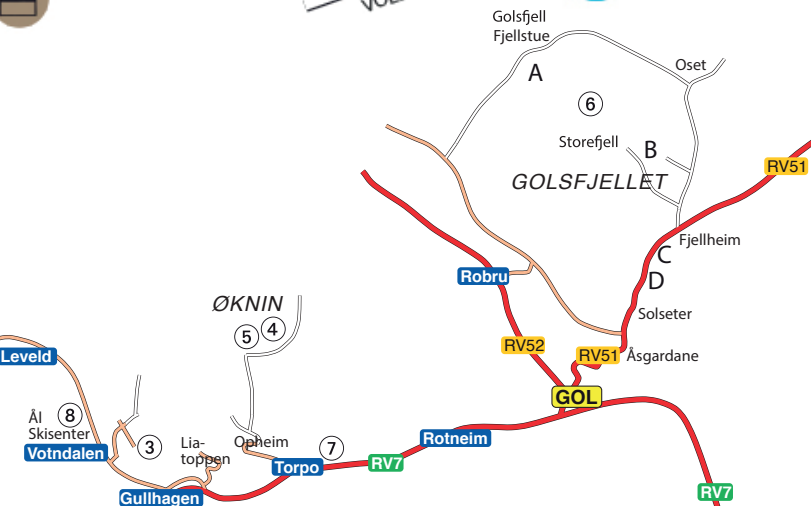 VOL
Golsfjell
Fjellstue
A
Oset
6
Storefjell
B
GOLSFJELLET
RV51
Fjellheim
C
Robru
D
ØKNIN
Solseter
5
4
RV52
RV51
Åsgardane
Leveld
GOL
Ål
8
Skisenter
Votndalen
3
Lia-
toppen
Opheim
7
Rotneim
Torpo
RV7
Gullhagen
RV7